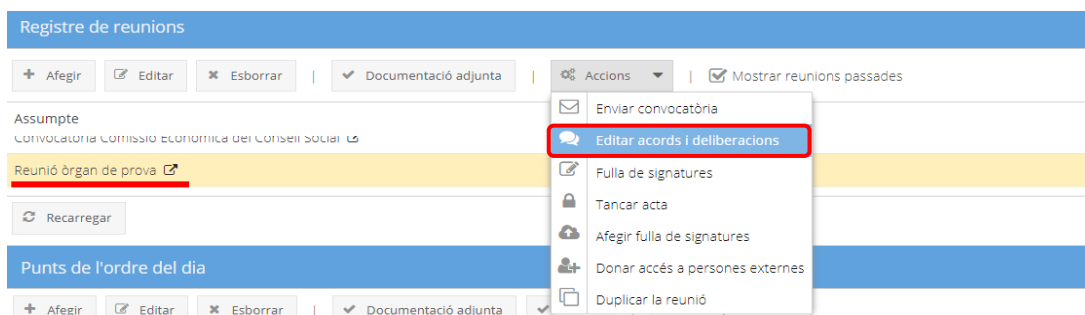 Registre de reunions
Afegir Editar Esborrar | Documentació adjunta | Accions | Mostrar reunions passades
Assumpte
Enviar convocatòria
Convocatòria Comissió Econòmica del Consell Social
Editar acords i deliberacions
Reunió òrgan de prova
Fulla de signatures
Tancar acta
Recarregar
Afegir fulla de signatures
Punts de l'ordre del dia
Donar accés a persones externes
Duplicar la reunió
Afegir Editar Esborrar | Documentació adjunta